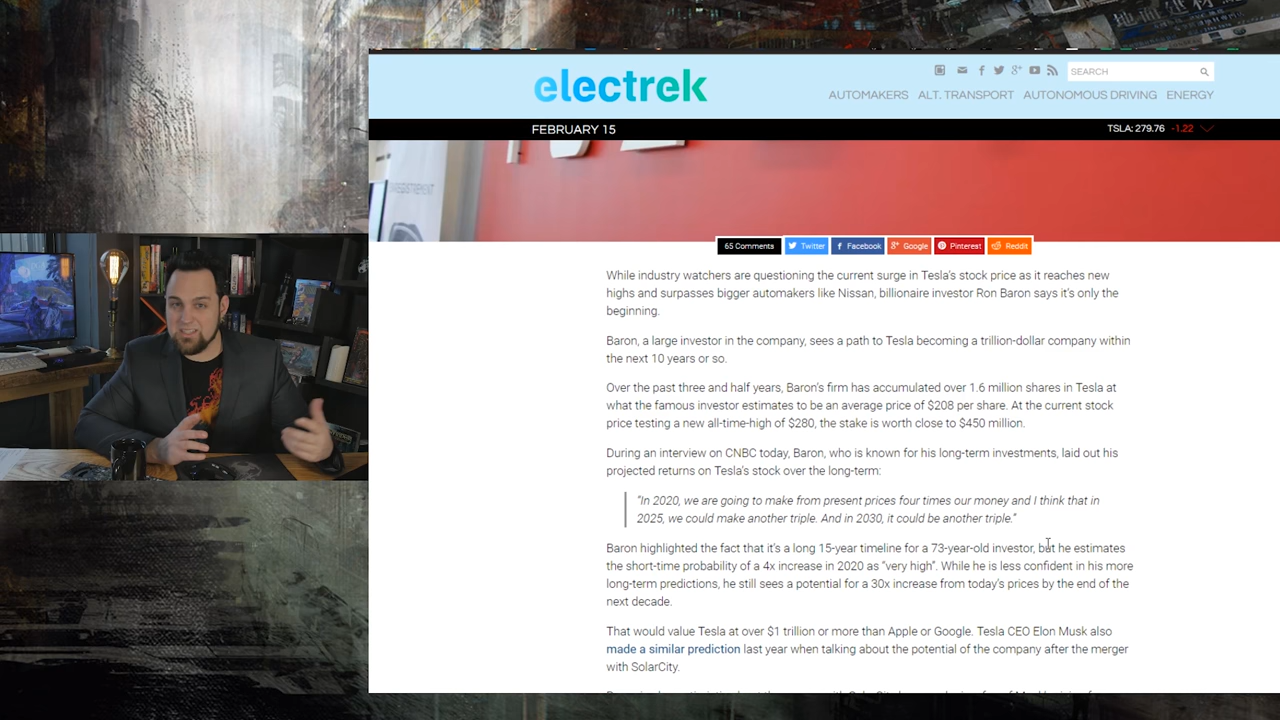 electrek
SEARCH
AUTOMAKERS ALT. TRANSPORT AUTONOMOUS DRIVING ENERGY
FEBRUARY 15
TSLA: 279.76 -1.22
65 Comments Twitter Facebook Google Pinterest Reddit
While industry watchers are questioning the current surge in Tesla's stock price as it reaches new
highs and surpasses bigger automakers like Nissan, billionaire investor Ron Baron says it's only the
beginning.
Baron, a large investor in the company, sees a path to Tesla becoming a trillion-dollar company within
the next 10 years or so.
Over the past three and half years, Baron's firm has accumulated over 1.6 million shares in Tesla at
what the famous investor estimates to be an average price of $208 per share. At the current stock
price testing a new all-time-high of $280, the stake is worth close to $450 million.
During an interview on CNBC today, Baron, who is known for his long-term investments, laid out his
projected returns on Tesla's stock over the long-term:
"In 2020, we are going to make from present prices four times our money and I think that in
2025, we could make another triple. And in 2030, it could be another triple."
Baron highlighted the fact that it's a long 15-year timeline for a 73-year-old investor, but he estimates
the short-time probability of a 4x increase in 2020 as "very high". While he is less confident in his more
long-term predictions, he still sees a potential for a 30x increase from today's prices by the end of the
next decade.
That would value Tesla at over $1 trillion or more than Apple or Google. Tesla CEO Elon Musk also
made a similar prediction last year when talking about the potential of the company after the merger
with SolarCity.